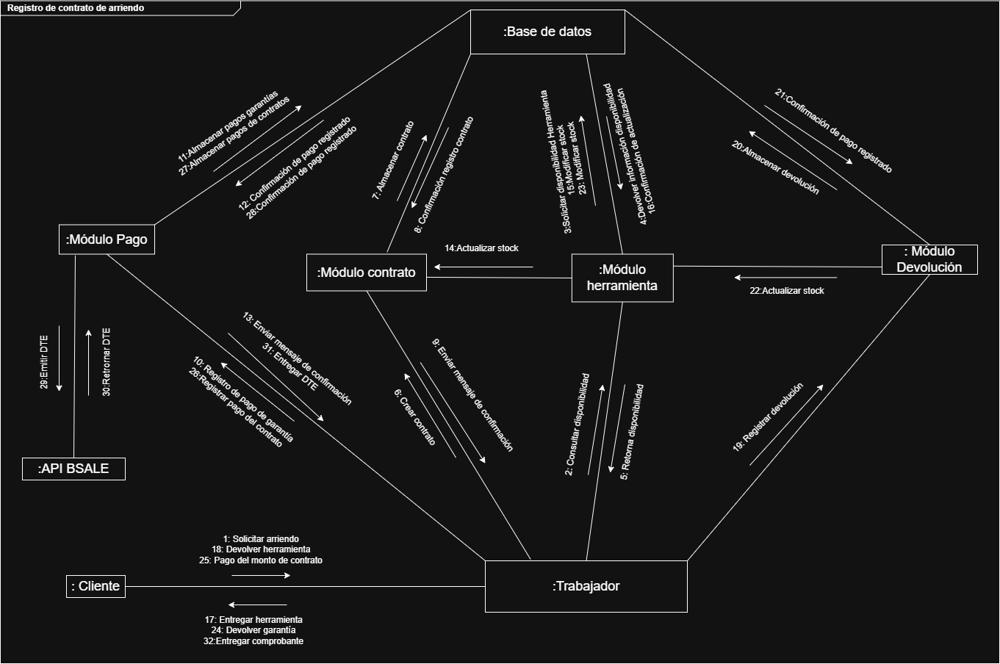 Registro de contrato de arriendo
:Base de datos
11:Almacenar pagos garantías
27:Almacenar pagos de contratos
12: Confirmación de pago registrado
28:Confirmación de pago registrado
7: Almacenar contrato
8: Confirmación registro contrato
3:Solicitar disponibilidad Herramienta
15:Modificar stock
23: Modificar stock
4:Devolver información disponibilidad
16:Confirmación de actualización
21:Confirmación de pago registrado
20:Almacenar devolución
:Módulo Pago
:Módulo contrato
14:Actualizar stock
:Módulo
herramienta
: Módulo
Devolución
22:Actualizar stock
29:Emitir DTE
30:Retrornar DTE
13: Enviar mensaje de confirmación
31: Entregar DTE
10: Registro de pago de garantía
26:Registrar pago del contrato
9: Enviar mensaje de confirmación
6: Crear contrato
2: Consultar disponibilidad
5: Retorna disponibilidad
19: Registrar devolución
:API BSALE
1: Solicitar arriendo
18: Devolver herramienta
25: Pago del monto de contrato
: Cliente
:Trabajador
17: Entregar herramienta
24: Devolver garantía
32:Entregar comprobante